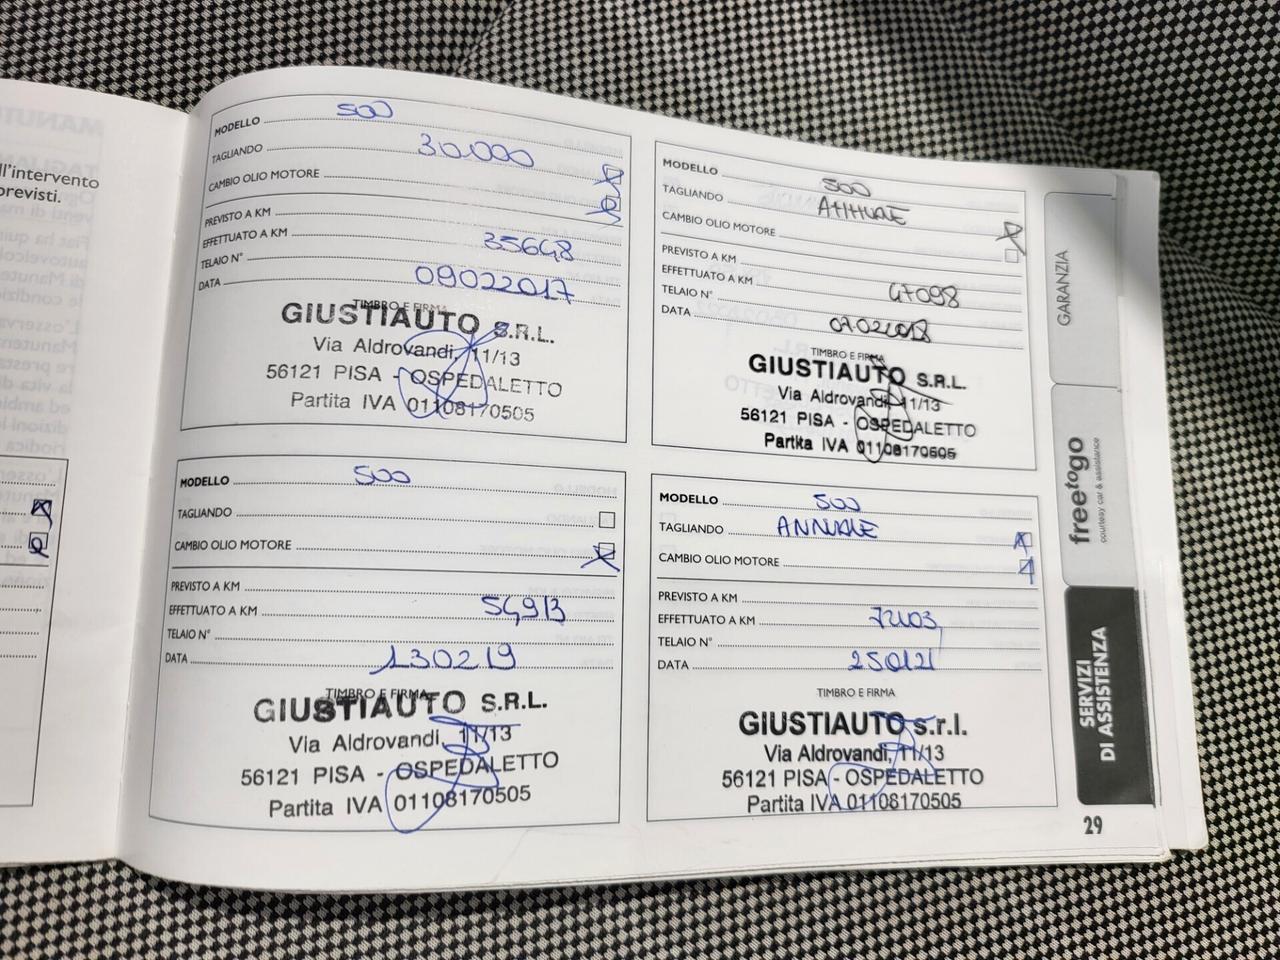 ll'intervento
previsti.
MODELLO 500
TAGLIANDO 30.000
CAMBIO OLIO MOTORE
PREVISTO A KM
EFFETTUATO A KM 35648
TELAIO N°
DATA 09022017
TIMBRO E FIRMA
GIUSTIAUTO S.R.L.
Via Aldrovandi, 11/13
56121 PISA - OSPEDALETTO
Partita IVA 01108170505
MODELLO 500
TAGLIANDO ANNUALE
CAMBIO OLIO MOTORE
PREVISTO A KM
EFFETTUATO A KM 47098
TELAIO N°
DATA 07022018
TIMBRO E FIRMA
GIUSTIAUTO S.R.L.
Via Aldrovandi, 11/13
56121 PISA - OSPEDALETTO
Partita IVA 01108170505
MODELLO 500
TAGLIANDO
CAMBIO OLIO MOTORE
PREVISTO A KM
EFFETTUATO A KM 54913
TELAIO N°
DATA 130219
TIMBRO E FIRMA
GIUSTIAUTO S.R.L.
Via Aldrovandi, 11/13
56121 PISA - OSPEDALETTO
Partita IVA 01108170505
MODELLO 500
TAGLIANDO ANNUALE
CAMBIO OLIO MOTORE
PREVISTO A KM
EFFETTUATO A KM 72103
TELAIO N°
DATA 250121
TIMBRO E FIRMA
GIUSTIAUTO s.r.l.
Via Aldrovandi, 11/13
56121 PISA - OSPEDALETTO
Partita IVA 01108170505
GARANZIA
freetogo
courtesy car & assistance
SERVIZI
DI ASSISTENZA
29